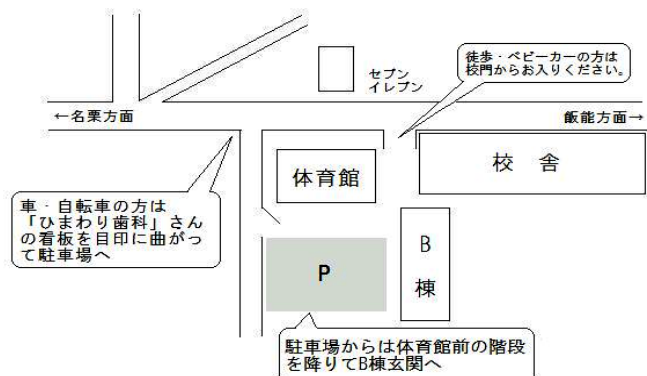 徒歩・ベビーカーの方は
校門からお入りください。
セブン
イレブン
←名栗方面
飯能方面→
体育館
校 舎
車・自転車の方は
「ひまわり歯科」さん
の看板を目印に曲がっ
て駐車場へ
P
B
棟
駐車場からは体育館前の階段
を降りてB棟玄関へ